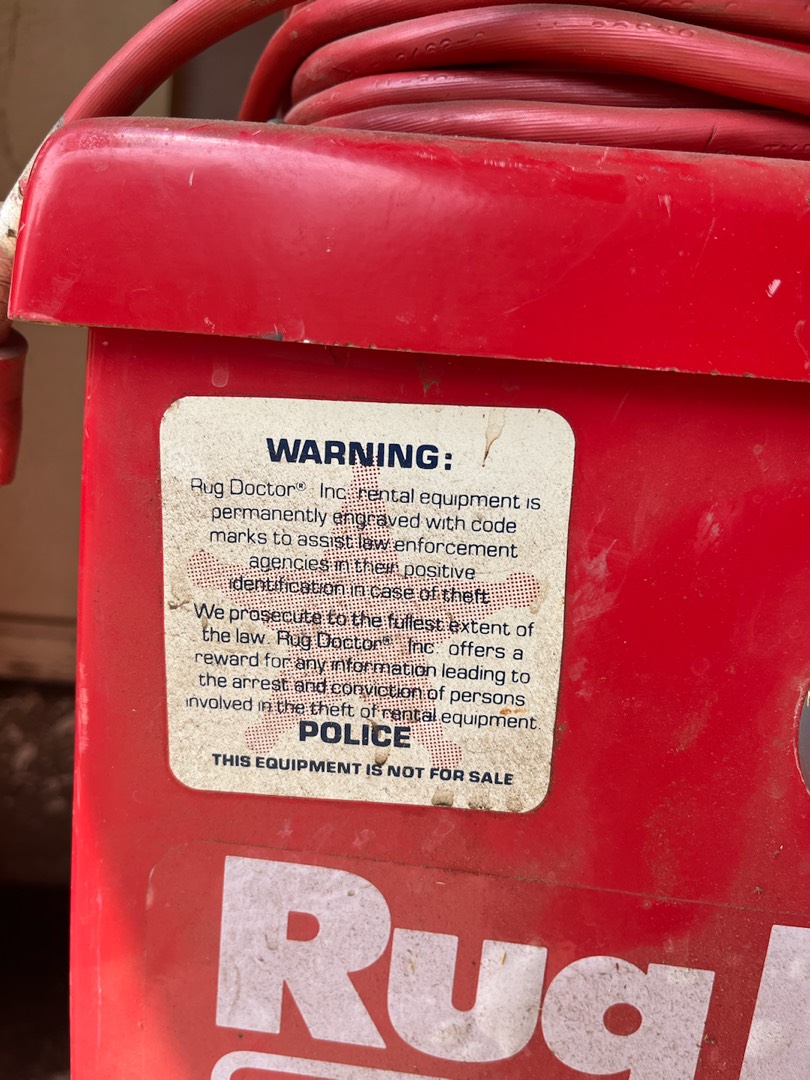 WARNING:
Rug Doctor® Inc. rental equipment is
permanently engraved with code
marks to assist law enforcement
agencies in their positive
identification in case of theft
We prosecute to the fullest extent of
the law. Rug Doctor® Inc. offers a
reward for any information leading to
the arrest and conviction of persons
involved in the theft of rental equipment.
POLICE
THIS EQUIPMENT IS NOT FOR SALE
Rug